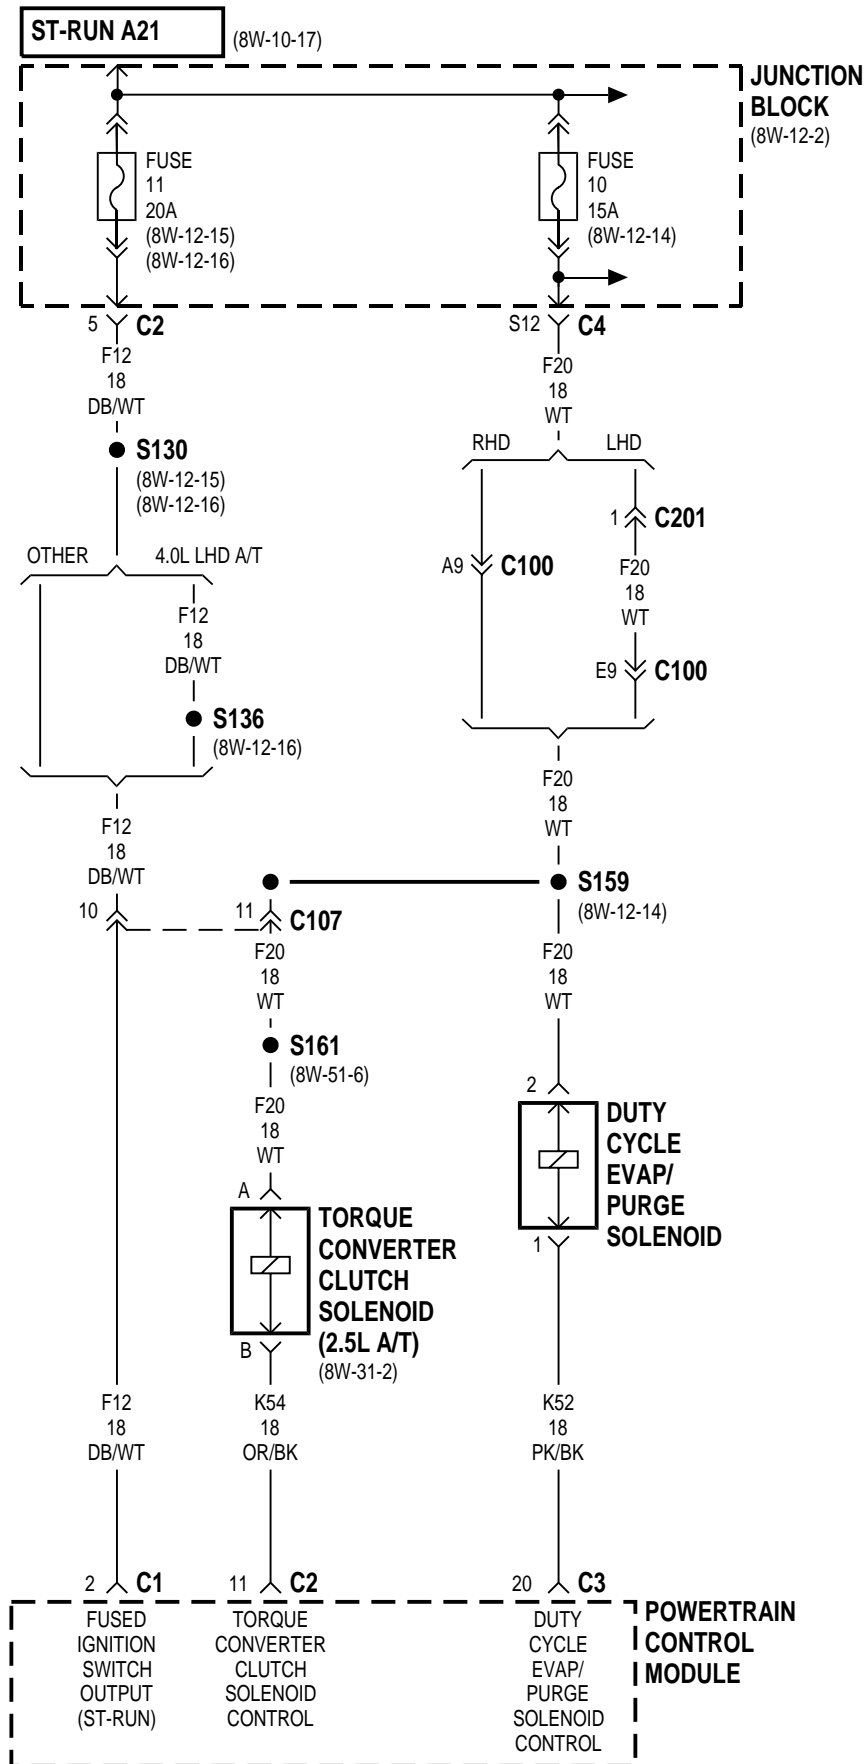 ST-RUN A21
(8W-10-17)
JUNCTION
BLOCK
(8W-12-2)
FUSE
11
20A
(8W-12-15)
(8W-12-16)
FUSE
10
15A
(8W-12-14)
5 C2
S12 C4
F12
18
DB/WT
F20
18
WT
S130
(8W-12-15)
(8W-12-16)
RHD LHD
1 C201
A9 C100
F20
18
WT
E9 C100
OTHER 4.0L LHD A/T
F12
18
DB/WT
S136
(8W-12-16)
F12
18
DB/WT
F20
18
WT
S159
(8W-12-14)
10 11 C107
F20
18
WT
F20
18
WT
S161
(8W-51-6)
F20
18
WT
2
DUTY
CYCLE
EVAP/
PURGE
SOLENOID
1
A
TORQUE
CONVERTER
CLUTCH
SOLENOID
(2.5L A/T)
(8W-31-2)
B
F12
18
DB/WT
K54
18
OR/BK
K52
18
PK/BK
2 C1
11 C2
20 C3
POWERTRAIN
CONTROL
MODULE
FUSED
IGNITION
SWITCH
OUTPUT
(ST-RUN)
TORQUE
CONVERTER
CLUTCH
SOLENOID
CONTROL
DUTY
CYCLE
EVAP/
PURGE
SOLENOID
CONTROL